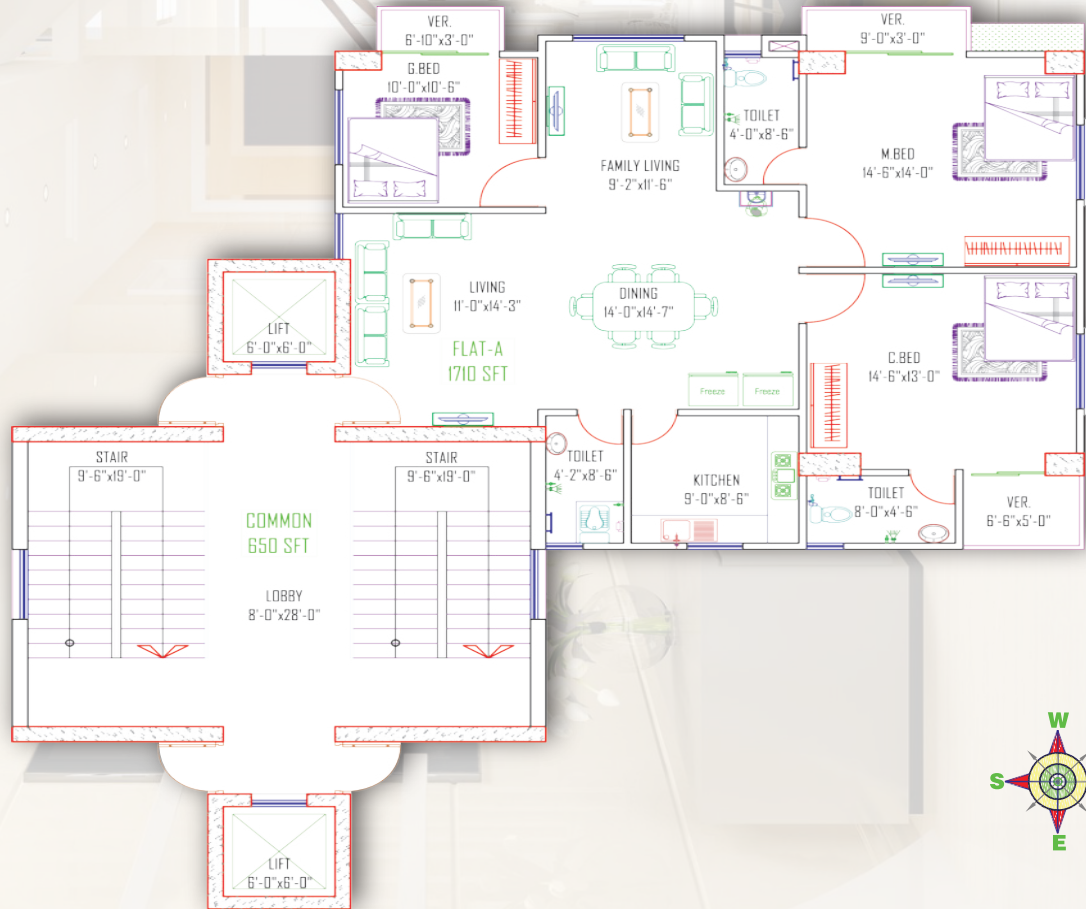 VER.
6'-10"x3'-0"
VER.
9'-0"x3'-0"
G.BED
10'-0"x10'-6"
TOILET
4'-0"x8'-6"
FAMILY LIVING
9'-2"x11'-6"
M.BED
14'-6"x14'-0"
LIVING
11'-0"x14'-3"
DINING
14'-0"x14'-7"
LIFT
6'-0"x6'-0"
FLAT-A
1710 SFT
C.BED
14'-6"x13'-0"
Freeze
Freeze
STAIR
9'-6"x19'-0"
STAIR
9'-6"x19'-0"
TOILET
4'-2"x8'-6"
KITCHEN
9'-0"x8'-6"
TOILET
8'-0"x4'-6"
VER.
6'-6"x5'-0"
COMMON
650 SFT
LOBBY
8'-0"x28'-0"
W
S
E
LIFT
6'-0"x6'-0"